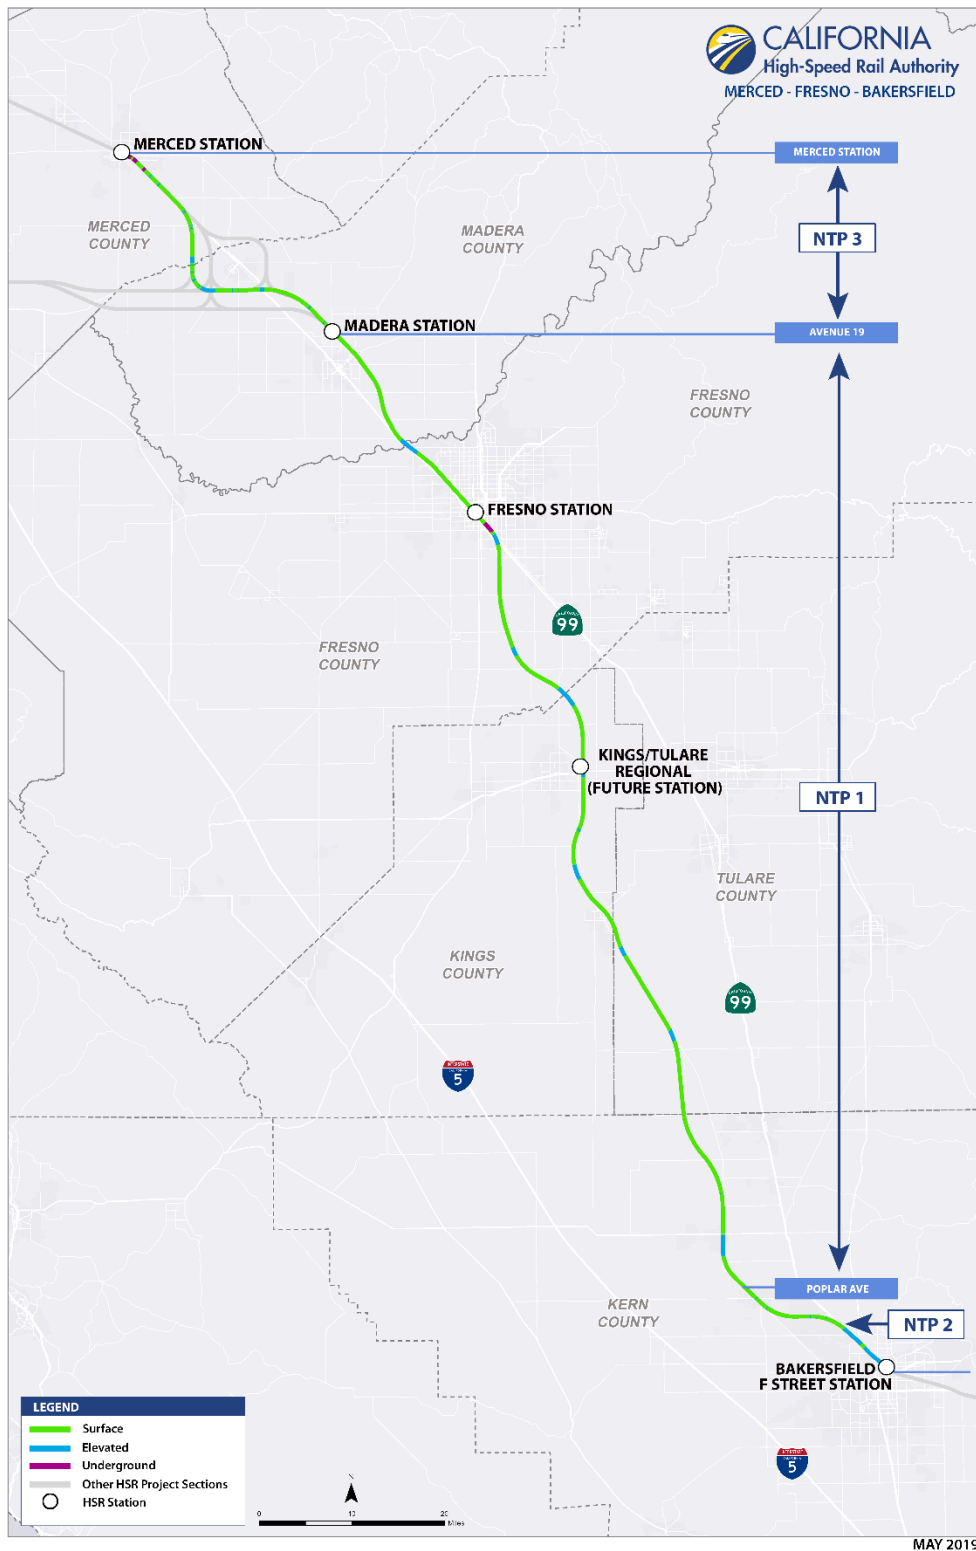 CALIFORNIA
High-Speed Rail Authority
MERCED - FRESNO - BAKERSFIELD
MERCED STATION
MERCED STATION
MERCED
COUNTY
MADERA
COUNTY
NTP 3
MADERA STATION
AVENUE 19
FRESNO
COUNTY
FRESNO STATION
99
FRESNO
COUNTY
KINGS/TULARE
REGIONAL
(FUTURE STATION)
NTP 1
TULARE
COUNTY
KINGS
COUNTY
99
5
POPLAR AVE
KERN
COUNTY
NTP 2
BAKERSFIELD
F STREET STATION
LEGEND
Surface
Elevated
Underground
Other HSR Project Sections
HSR Station
N
0 10 20
Miles
5
MAY 2019